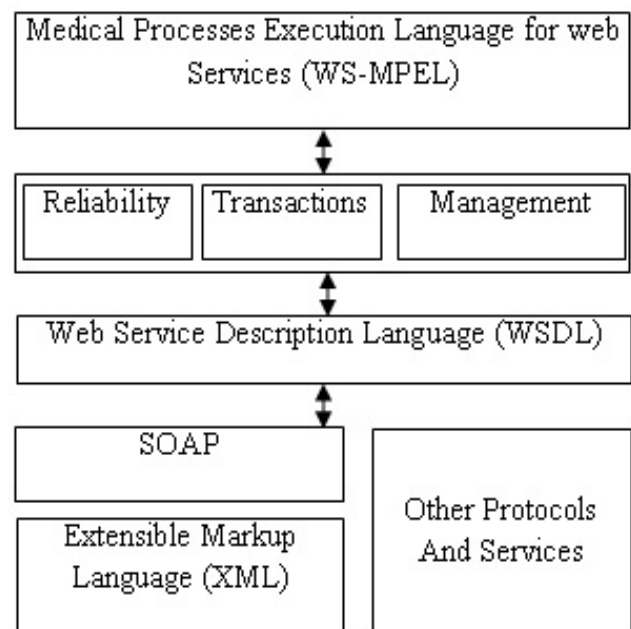 Medical Processes Execution Language for web
Services (WS-MPEL)
Reliability
Transactions
Management
Web Service Description Language (WSDL)
SOAP
Extensible Markup
Language (XML)
Other Protocols
And Services